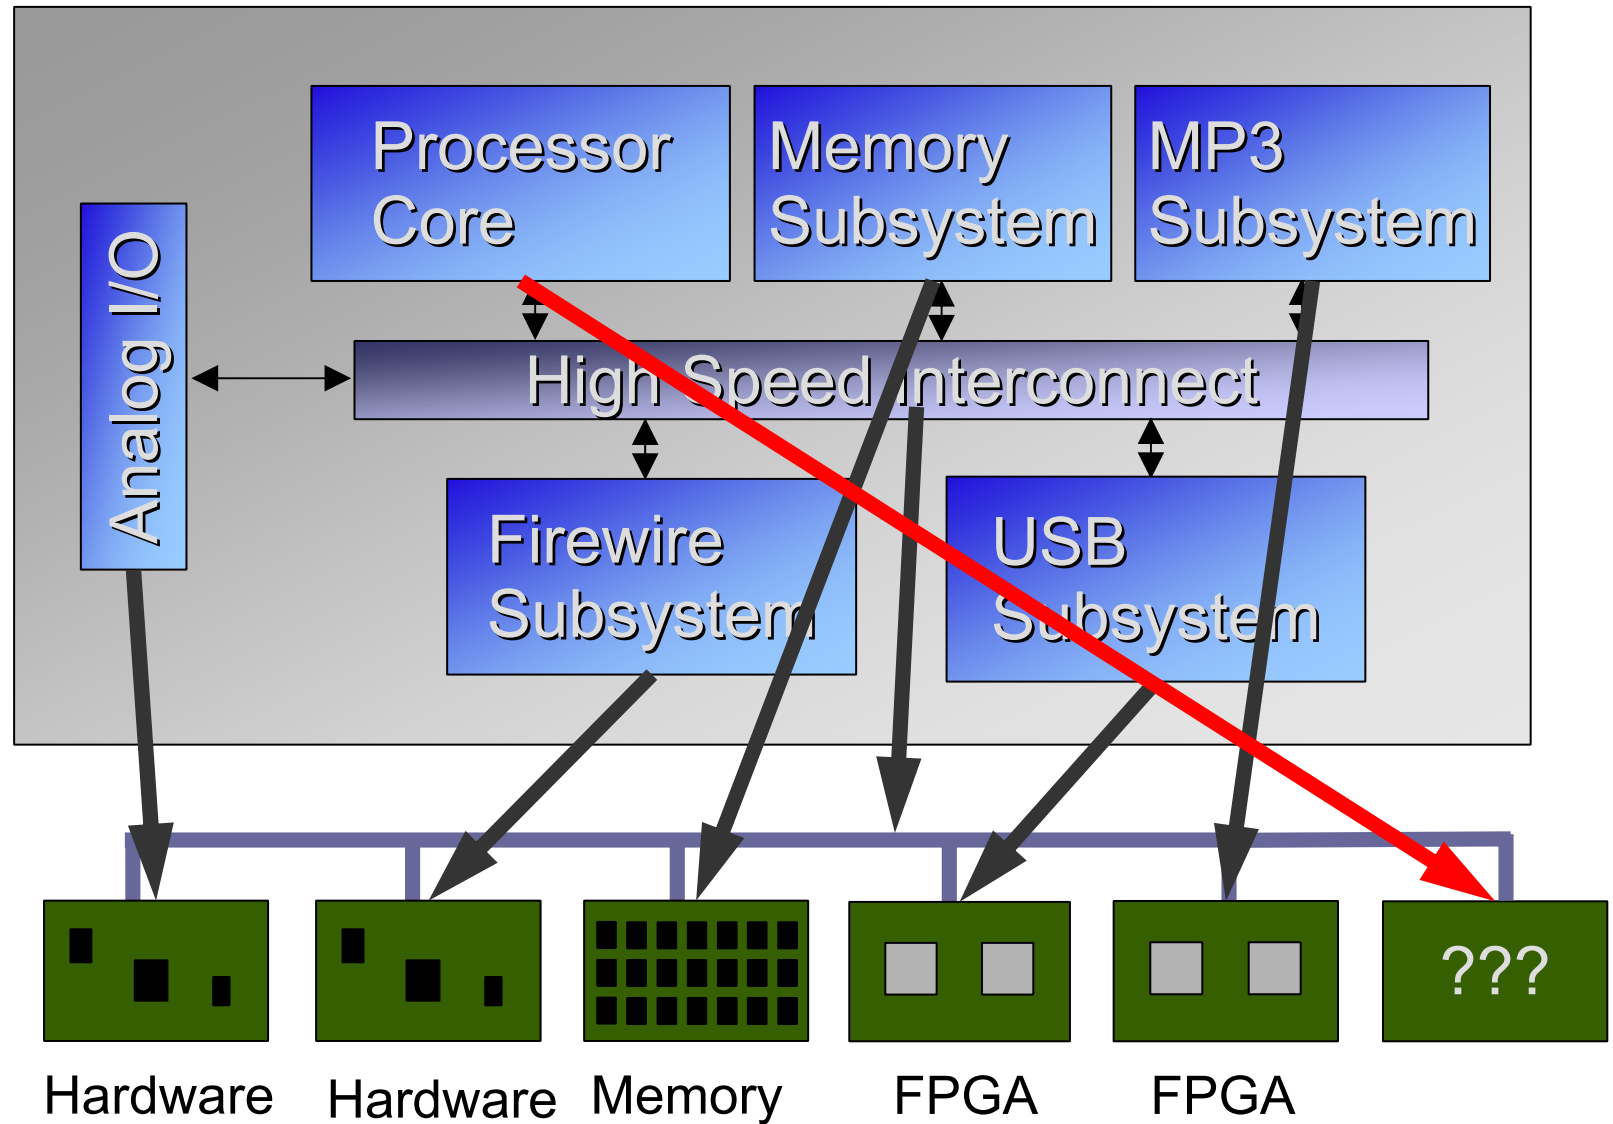 Processor
Core
Memory
Subsystem
MP3
Subsystem
Analog I/O
High Speed Interconnect
Firewire
Subsystem
USB
Subsystem
???
Hardware
Hardware
Memory
FPGA
FPGA